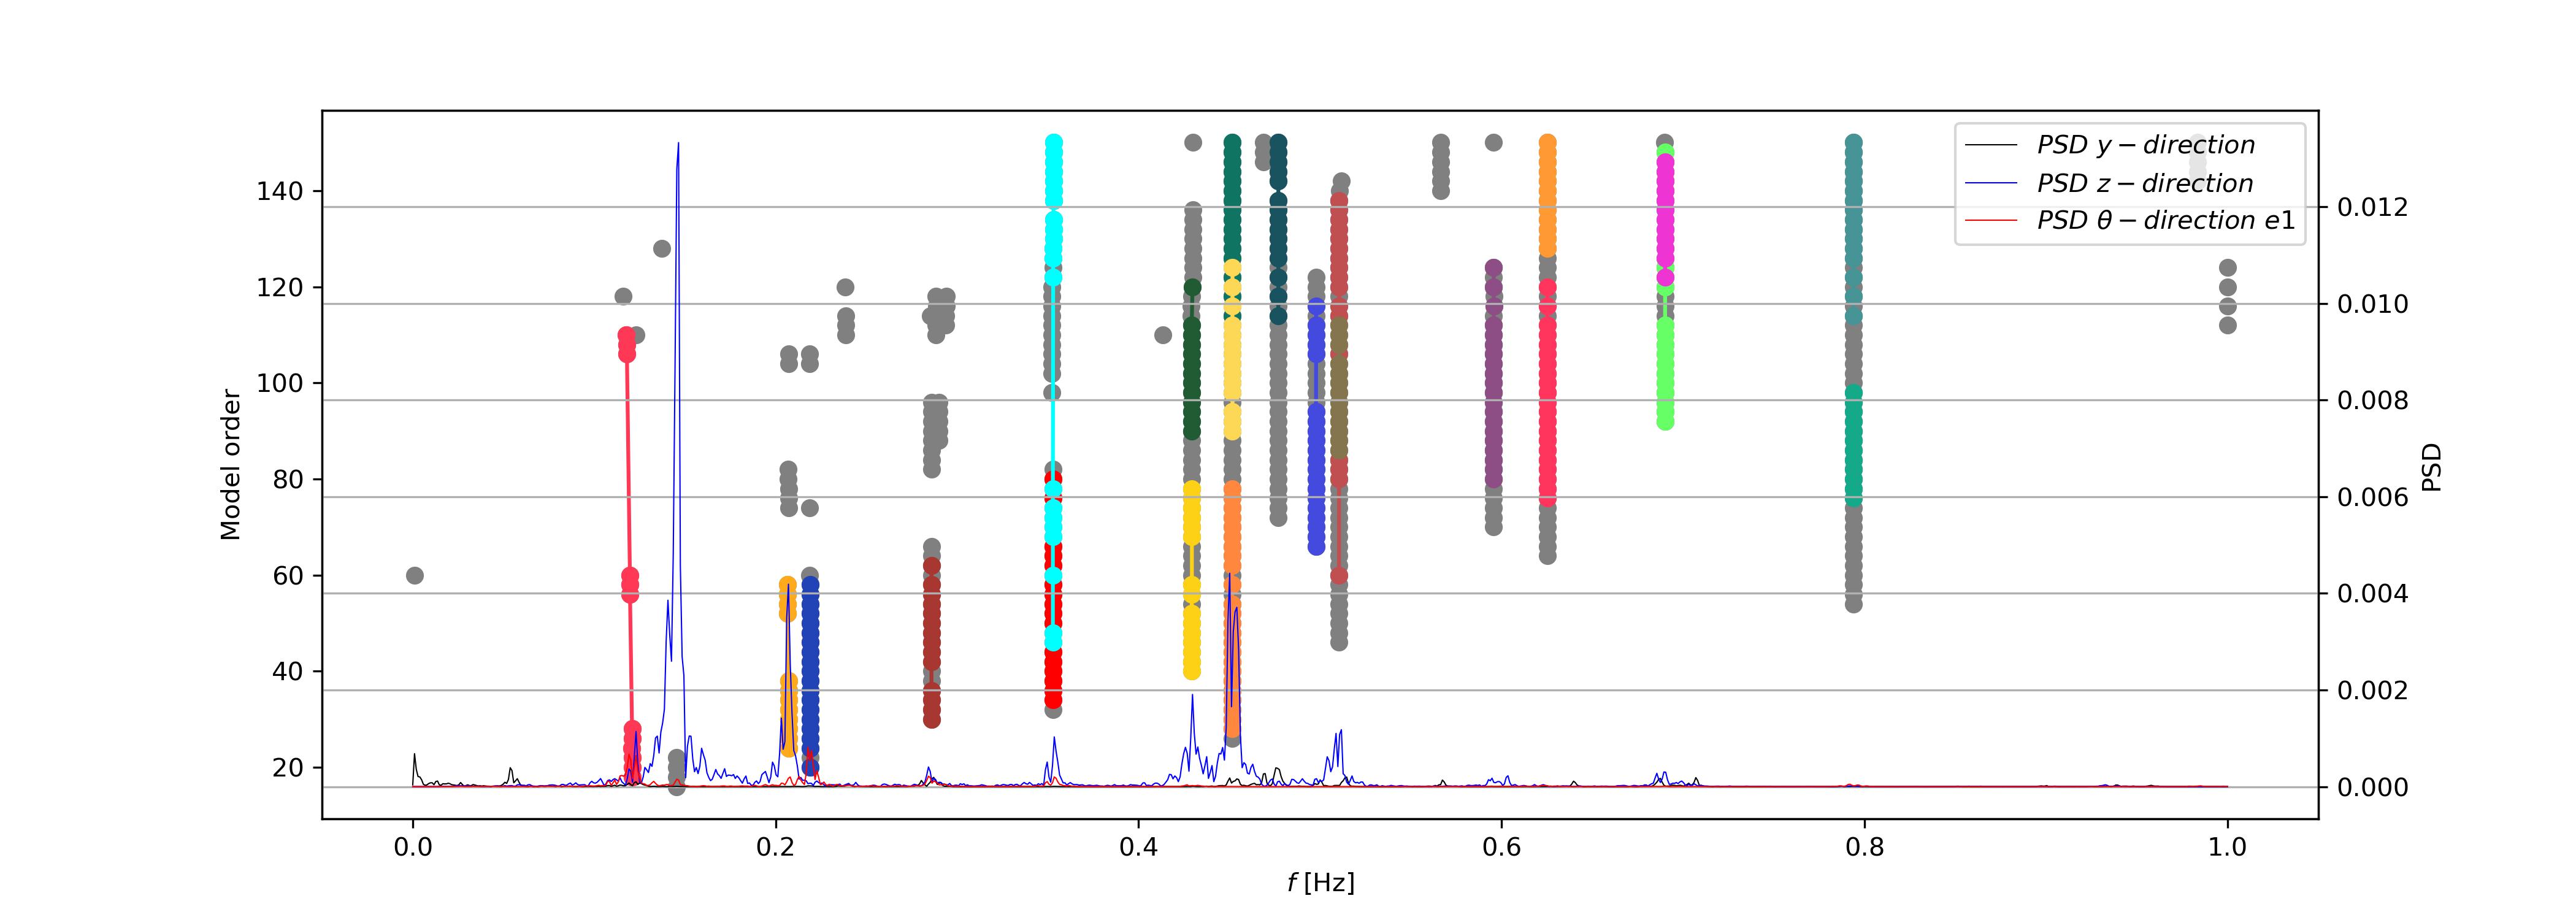 PSD y − direction
PSD z − direction
PSD θ − direction e1
140
120
100
80
60
40
20
Model order
0.012
0.010
0.008
0.006
0.004
0.002
0.000
PSD
0.0 0.2 0.4 0.6 0.8 1.0
f [Hz]